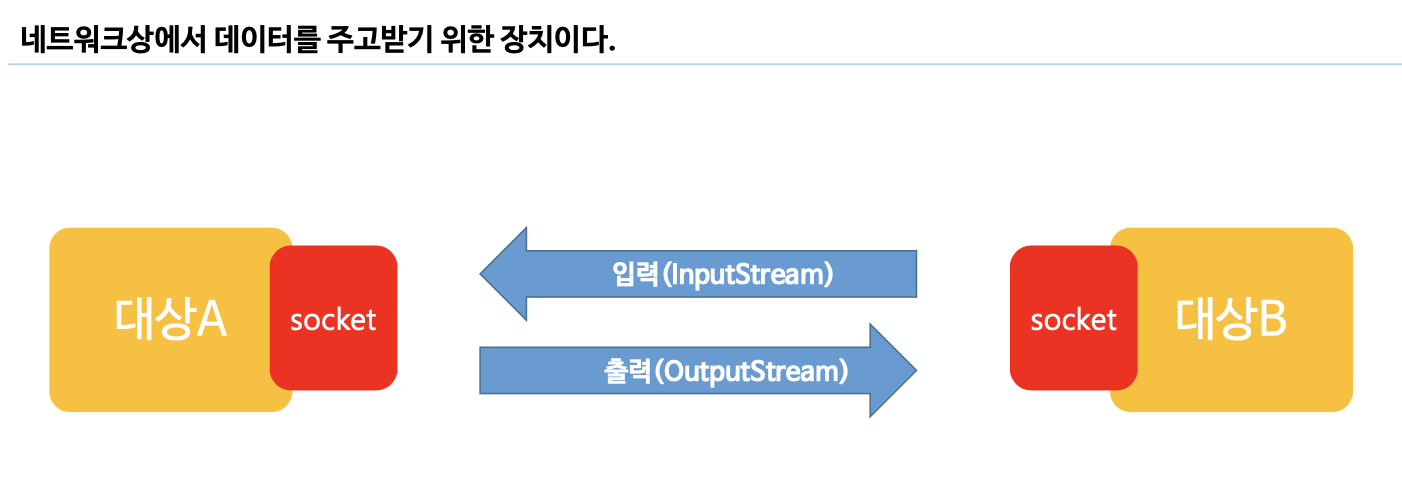 네트워크상에서 데이터를 주고받기 위한 장치이다.
입력(InputStream)
대상A
socket
socket
대상B
출력(OutputStream)